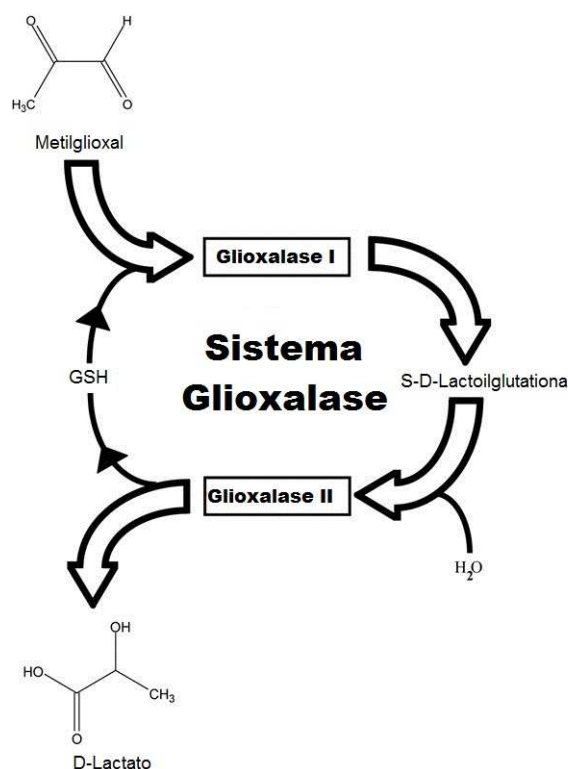 O
H
H₃C
O
Metilglioxal
Glioxalase I
Sistema
Glioxalase
GSH
S-D-Lactoilglutationa
Glioxalase II
H₂O
OH
HO
CH₃
O
D-Lactato